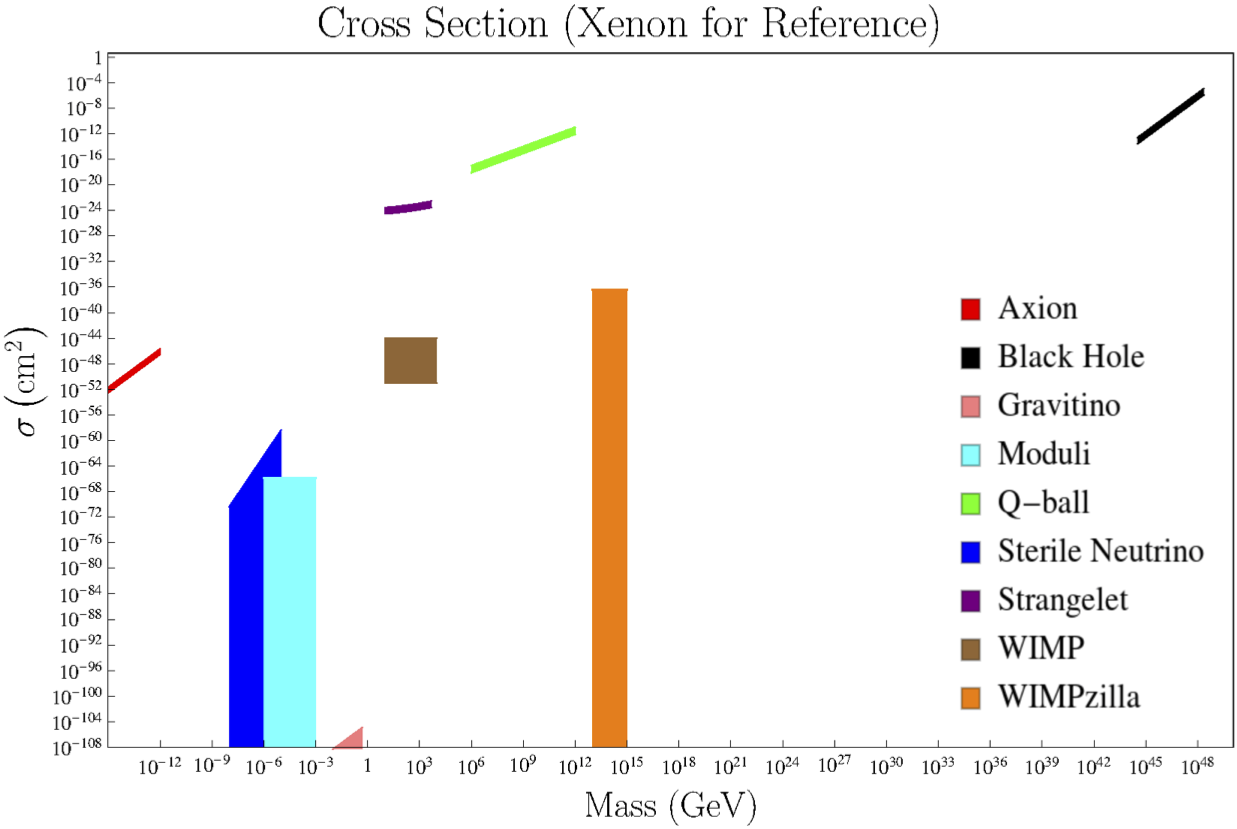 Cross Section (Xenon for Reference)
1
10^-4
10^-8
10^-12
10^-16
10^-20
10^-24
10^-28
10^-32
10^-36
10^-40
10^-44
10^-48
10^-52
10^-56
10^-60
10^-64
10^-68
10^-72
10^-76
10^-80
10^-84
10^-88
10^-92
10^-96
10^-100
10^-104
10^-108
σ (cm²)
Axion
Black Hole
Gravitino
Moduli
Q−ball
Sterile Neutrino
Strangelet
WIMP
WIMPzilla
10^-12 10^-9 10^-6 10^-3 1 10^3 10^6 10^9 10^12 10^15 10^18 10^21 10^24 10^27 10^30 10^33 10^36 10^39 10^42 10^45 10^48
Mass (GeV)